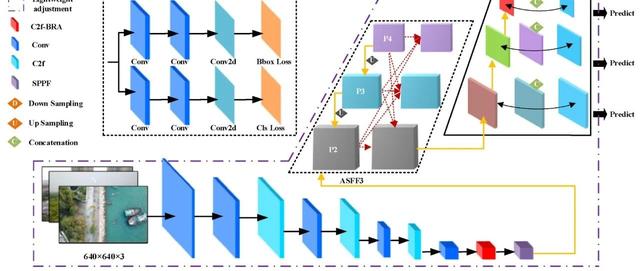 adjustment
C2f-BRA
Conv
C2f
SPPF
D
Down Sampling
U
Up Sampling
C
Concatenation
Conv
Conv
Conv2d
Bbox Loss
Conv
Conv
Conv2d
Cls Loss
P4
U
P3
U
P2
ASFF3
C
C
C
Predict
Predict
Predict
640×640×3